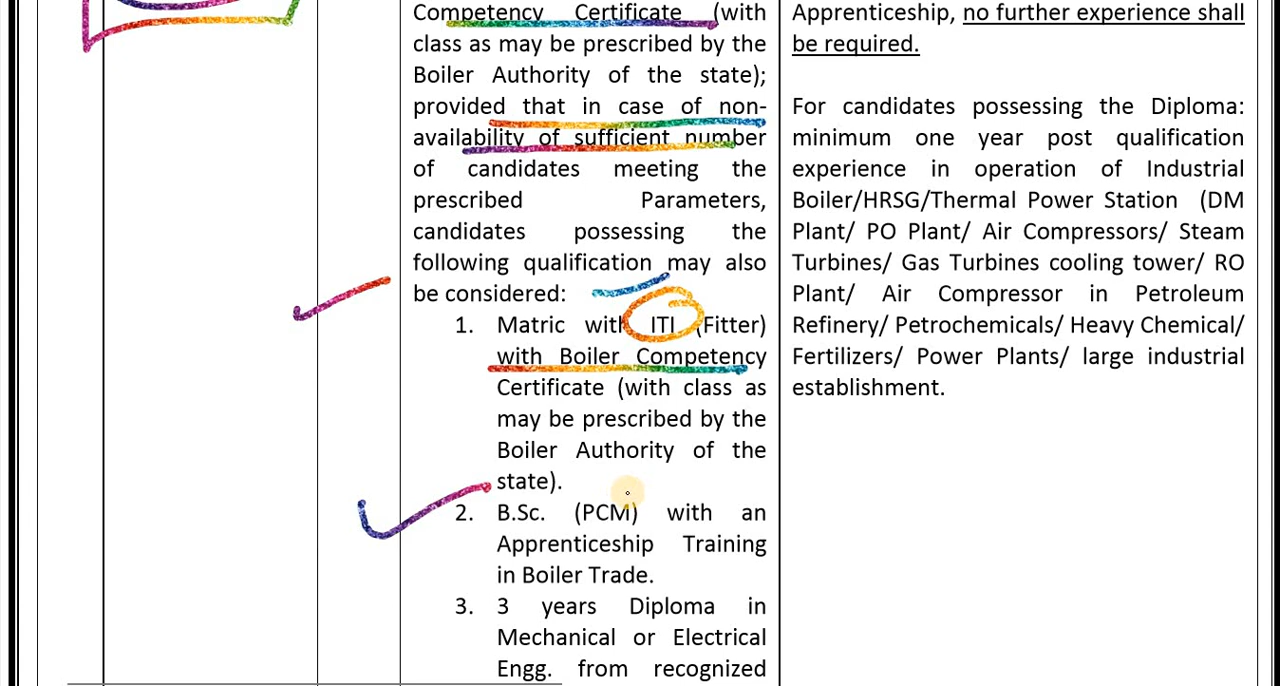 Competency Certificate (with
class as may be prescribed by the
Boiler Authority of the state);
provided that in case of non-
availability of sufficient number
of candidates meeting the
prescribed Parameters,
candidates possessing the
following qualification may also
be considered:
1. Matric with ITI (Fitter)
with Boiler Competency
Certificate (with class as
may be prescribed by the
Boiler Authority of the
state).
2. B.Sc. (PCM) with an
Apprenticeship Training
in Boiler Trade.
3. 3 years Diploma in
Mechanical or Electrical
Engg. from recognized
Apprenticeship, no further experience shall
be required.
For candidates possessing the Diploma:
minimum one year post qualification
experience in operation of Industrial
Boiler/HRSG/Thermal Power Station (DM
Plant/ PO Plant/ Air Compressors/ Steam
Turbines/ Gas Turbines cooling tower/ RO
Plant/ Air Compressor in Petroleum
Refinery/ Petrochemicals/ Heavy Chemical/
Fertilizers/ Power Plants/ large industrial
establishment.